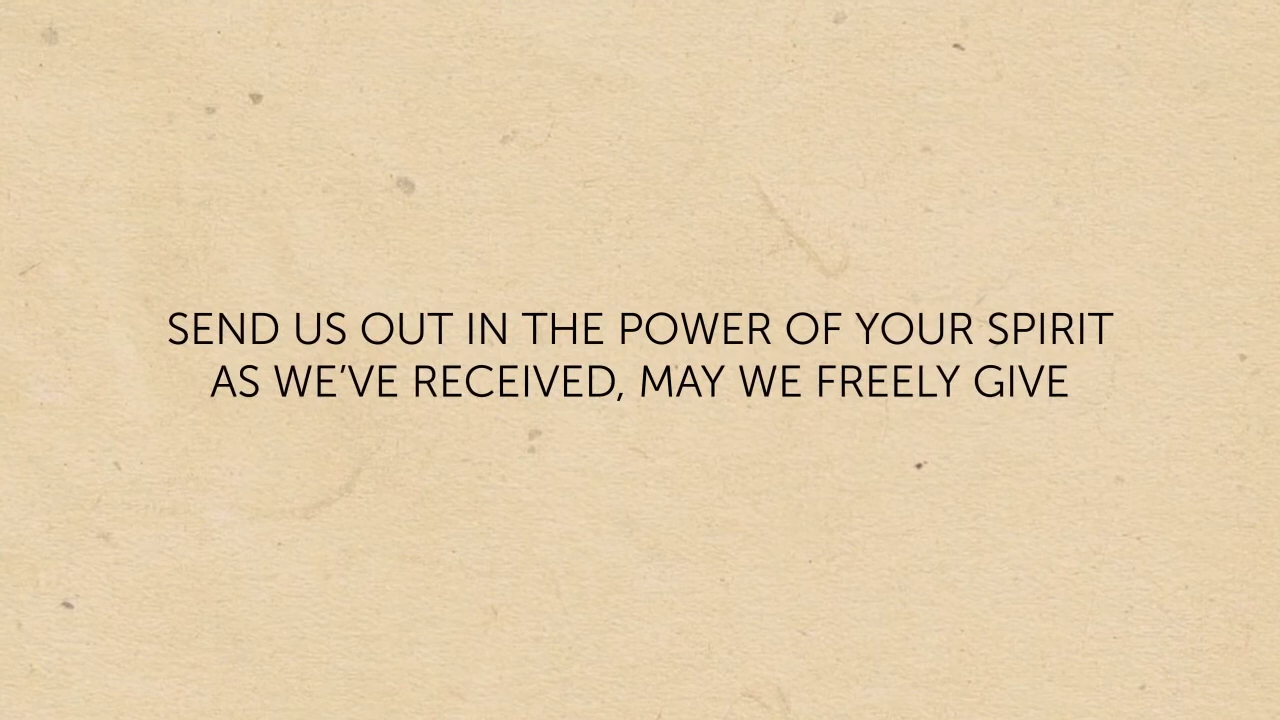 SEND US OUT IN THE POWER OF YOUR SPIRIT
AS WE’VE RECEIVED, MAY WE FREELY GIVE